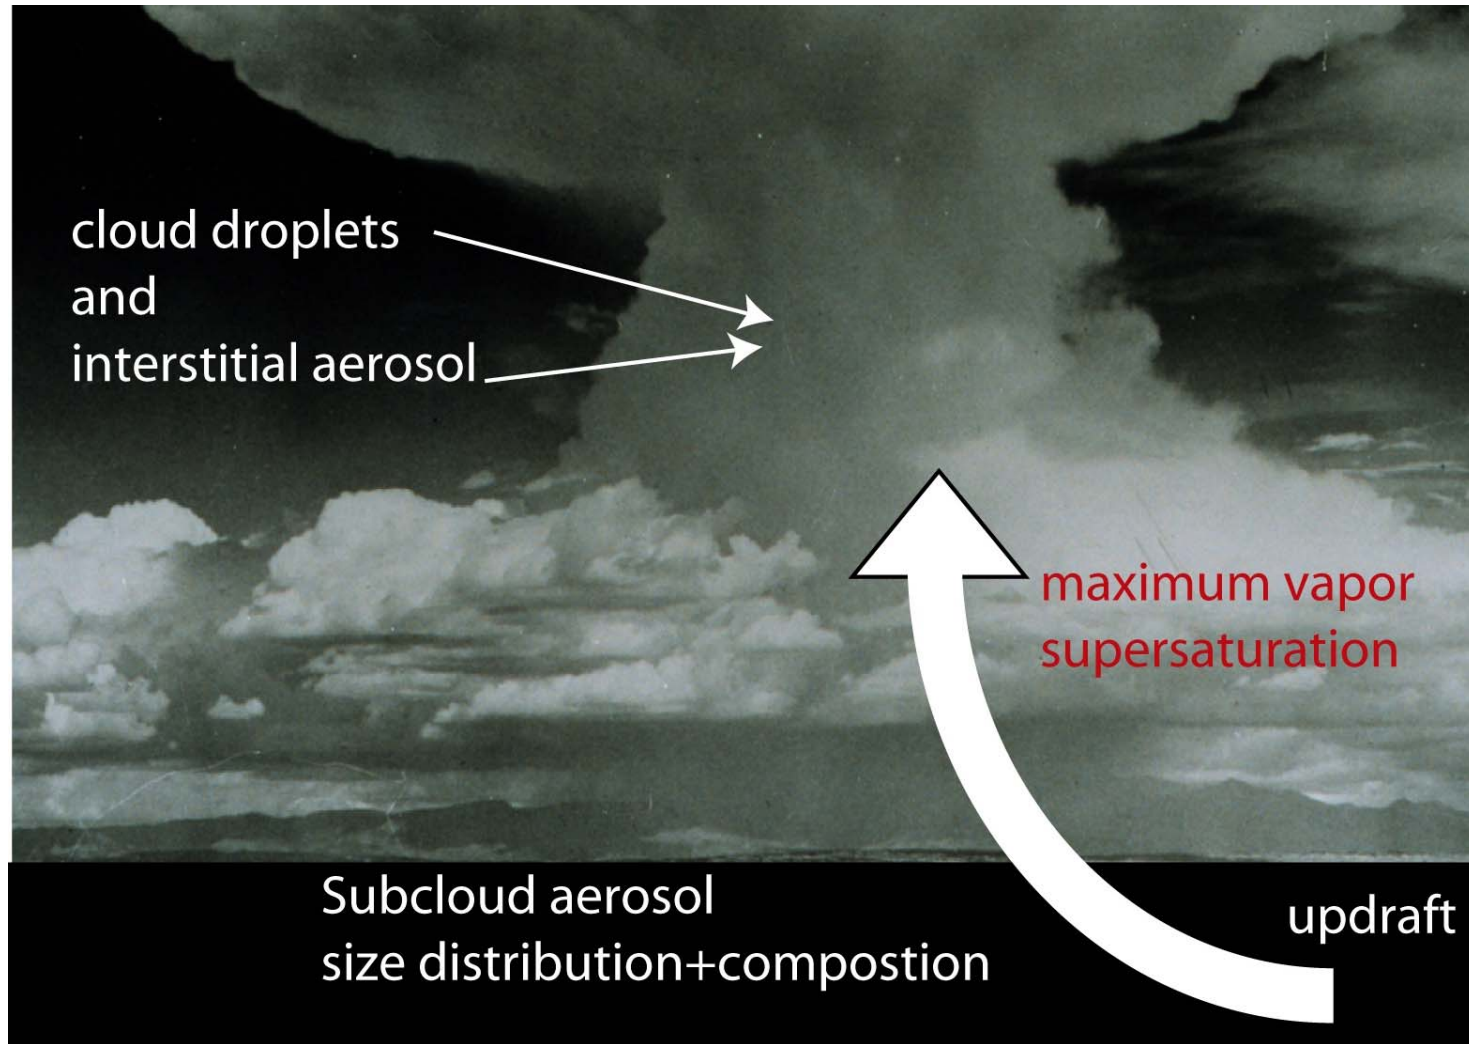 cloud droplets
and
interstitial aerosol
maximum vapor
supersaturation
Subcloud aerosol
size distribution+compostion
updraft